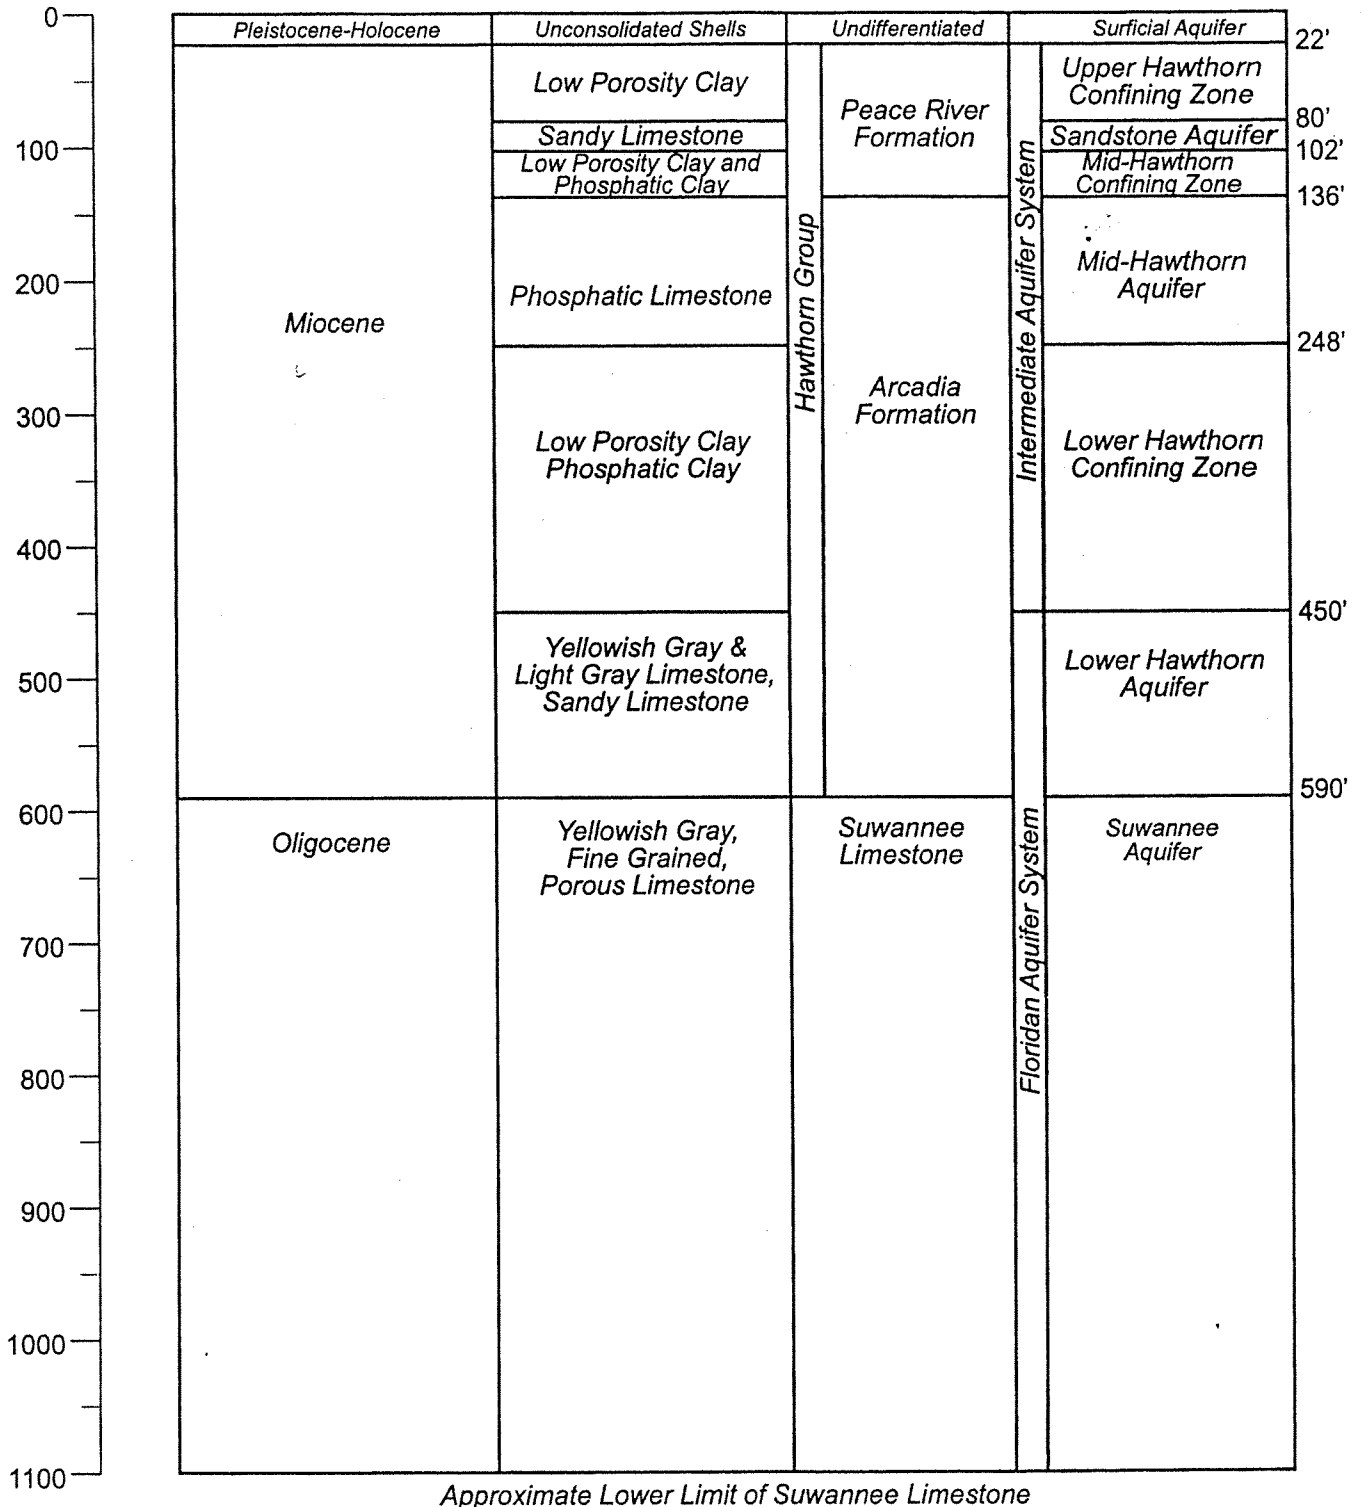 0
Pleistocene-Holocene
Unconsolidated Shells
Undifferentiated
Surficial Aquifer
22'
Low Porosity Clay
Peace River
Formation
Upper Hawthorn
Confining Zone
80'
Sandy Limestone
Sandstone Aquifer
100
102'
Low Porosity Clay and
Phosphatic Clay
Mid-Hawthorn
Confining Zone
136'
Hawthorn Group
Intermediate Aquifer System
200
Miocene
Phosphatic Limestone
Mid-Hawthorn
Aquifer
248'
300
Low Porosity Clay
Phosphatic Clay
Arcadia
Formation
Lower Hawthorn
Confining Zone
400
450'
500
Yellowish Gray &
Light Gray Limestone,
Sandy Limestone
Lower Hawthorn
Aquifer
590'
600
Oligocene
Yellowish Gray,
Fine Grained,
Porous Limestone
Suwannee
Limestone
Floridan Aquifer System
Suwannee
Aquifer
700
800
900
1000
1100
Approximate Lower Limit of Suwannee Limestone